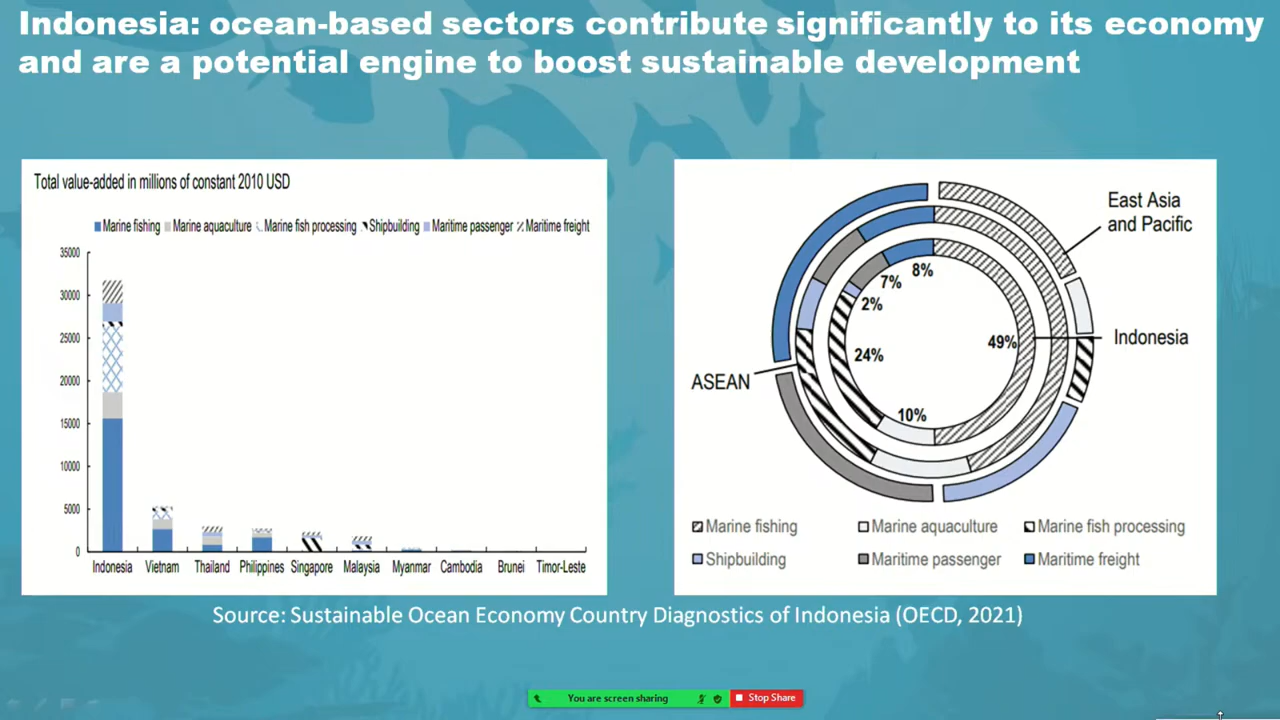 Indonesia: ocean-based sectors contribute significantly to its economy
and are a potential engine to boost sustainable development
Total value-added in millions of constant 2010 USD
Marine fishing Marine aquaculture Marine fish processing Shipbuilding Maritime passenger Maritime freight
35000
30000
25000
20000
15000
10000
5000
0
Indonesia Vietnam Thailand Philippines Singapore Malaysia Myanmar Cambodia Brunei Timor-Leste
East Asia
and Pacific
8%
7%
2%
49%
Indonesia
24%
ASEAN
10%
Marine fishing Marine aquaculture Marine fish processing
Shipbuilding Maritime passenger Maritime freight
Source: Sustainable Ocean Economy Country Diagnostics of Indonesia (OECD, 2021)
You are screen sharing Stop Share